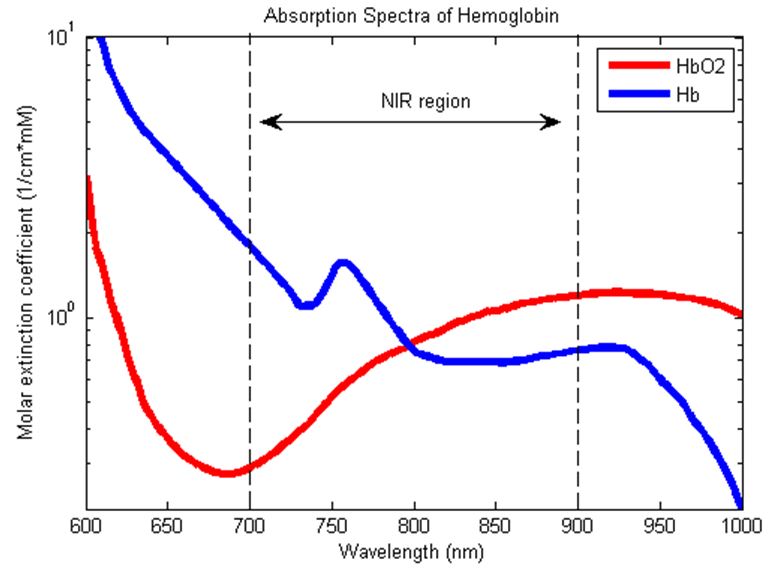 Absorption Spectra of Hemoglobin
10^1
10^0
Molar extinction coefficient (1/cm*mM)
NIR region
HbO2
Hb
600 650 700 750 800 850 900 950 1000
Wavelength (nm)